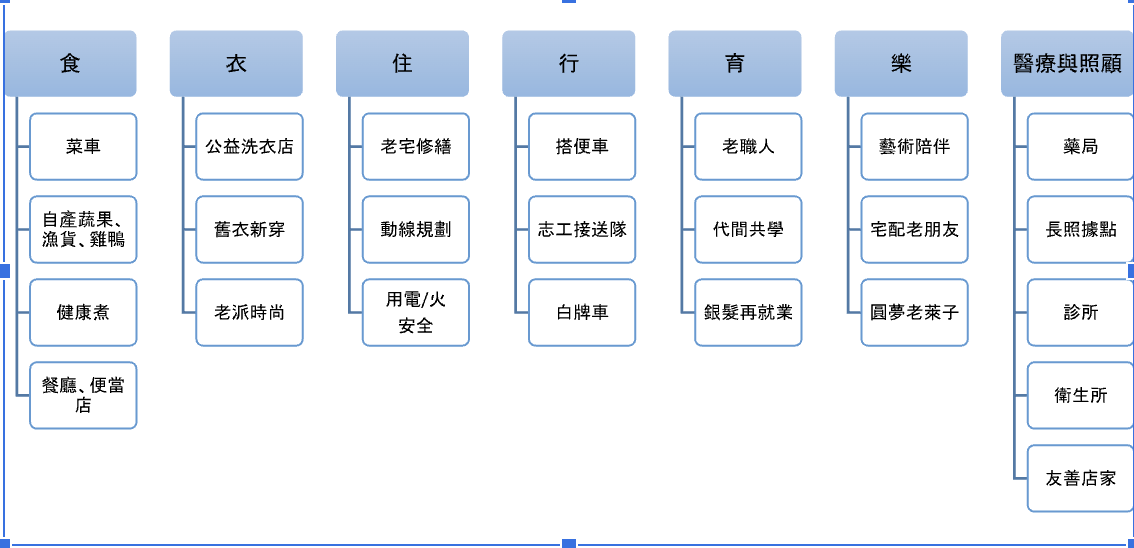 食
菜車
自產蔬果、
漁貨、雞鴨
健康煮
餐廳、便當
店
衣
公益洗衣店
舊衣新穿
老派時尚
住
老宅修繕
動線規劃
用電/火
安全
行
搭便車
志工接送隊
白牌車
育
老職人
代間共學
銀髮再就業
樂
藝術陪伴
宅配老朋友
圓夢老萊子
醫療與照顧
藥局
長照據點
診所
衛生所
友善店家